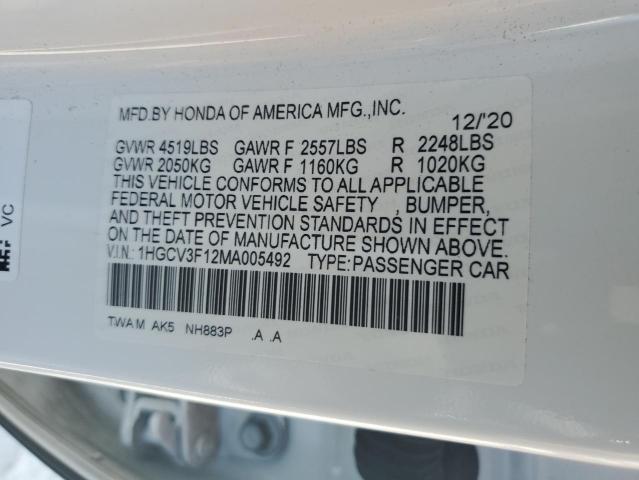 MFD.BY HONDA OF AMERICA MFG.,INC.
12/'20
GVWR 4519LBS GAWR F 2557LBS R 2248LBS
GVWR 2050KG GAWR F 1160KG R 1020KG
THIS VEHICLE CONFORMS TO ALL APPLICABLE
FEDERAL MOTOR VEHICLE SAFETY , BUMPER,
AND THEFT PREVENTION STANDARDS IN EFFECT
ON THE DATE OF MANUFACTURE SHOWN ABOVE.
V.I.N.: 1HGCV3F12MA005492 TYPE:PASSENGER CAR
TWA M AK5 NH883P .A .A
VC